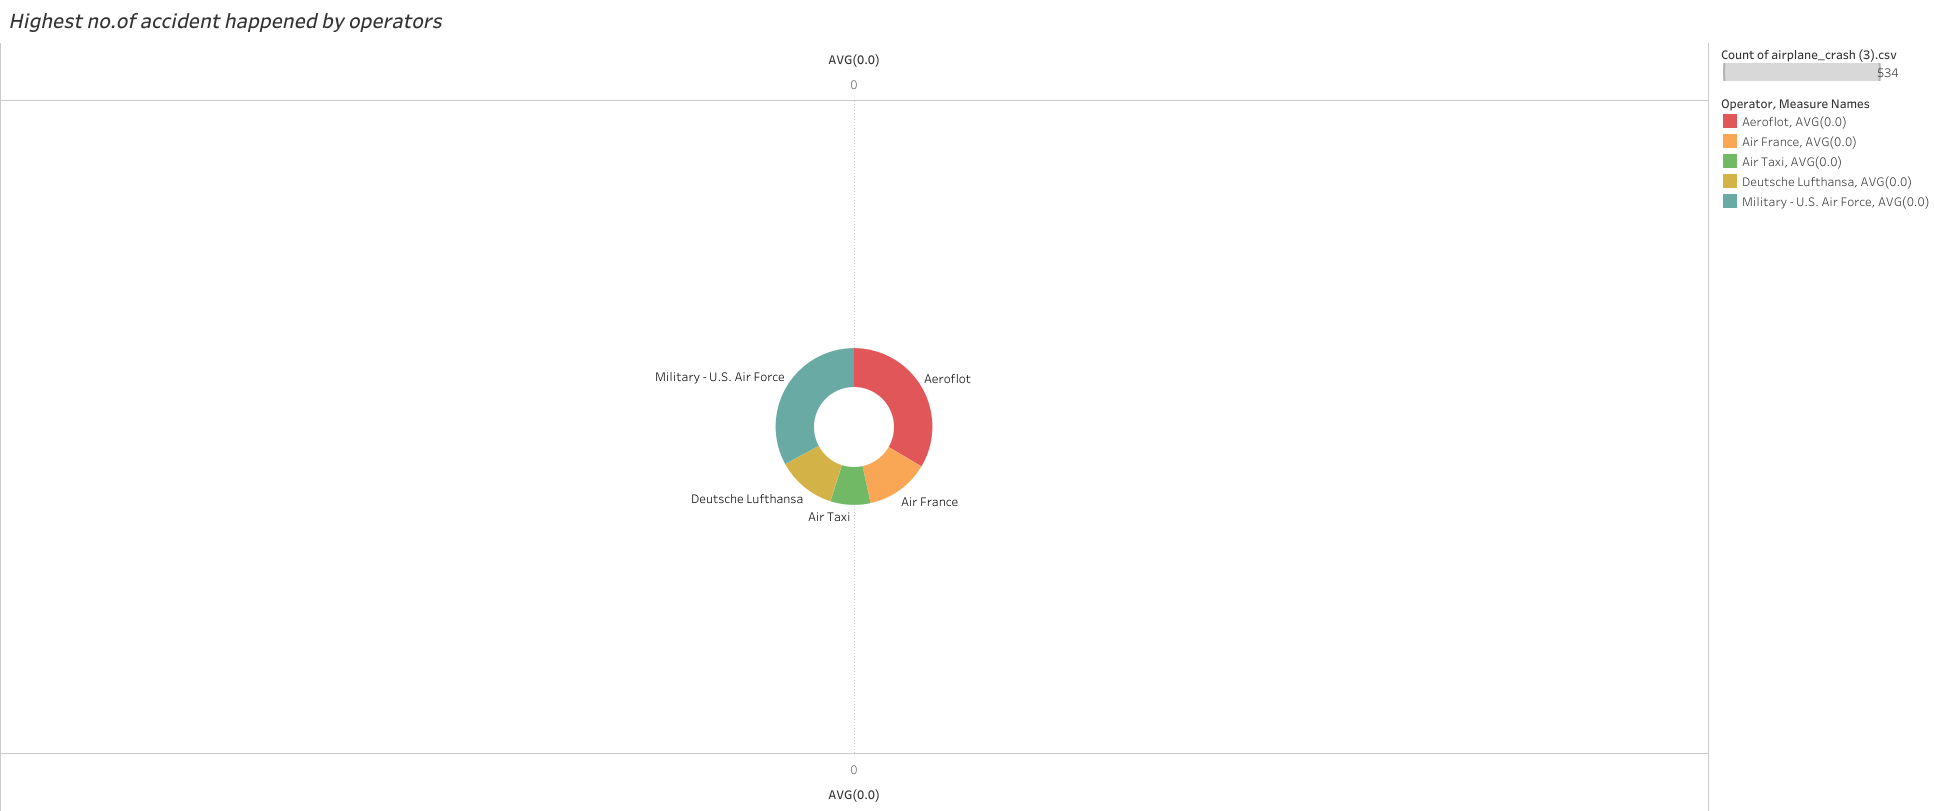 Highest no.of accident happened by operators
AVG(0.0)
0
Military - U.S. Air Force
Aeroflot
Deutsche Lufthansa
Air France
Air Taxi
0
AVG(0.0)
Count of airplane_crash (3).csv
534
Operator, Measure Names
Aeroflot, AVG(0.0)
Air France, AVG(0.0)
Air Taxi, AVG(0.0)
Deutsche Lufthansa, AVG(0.0)
Military - U.S. Air Force, AVG(0.0)